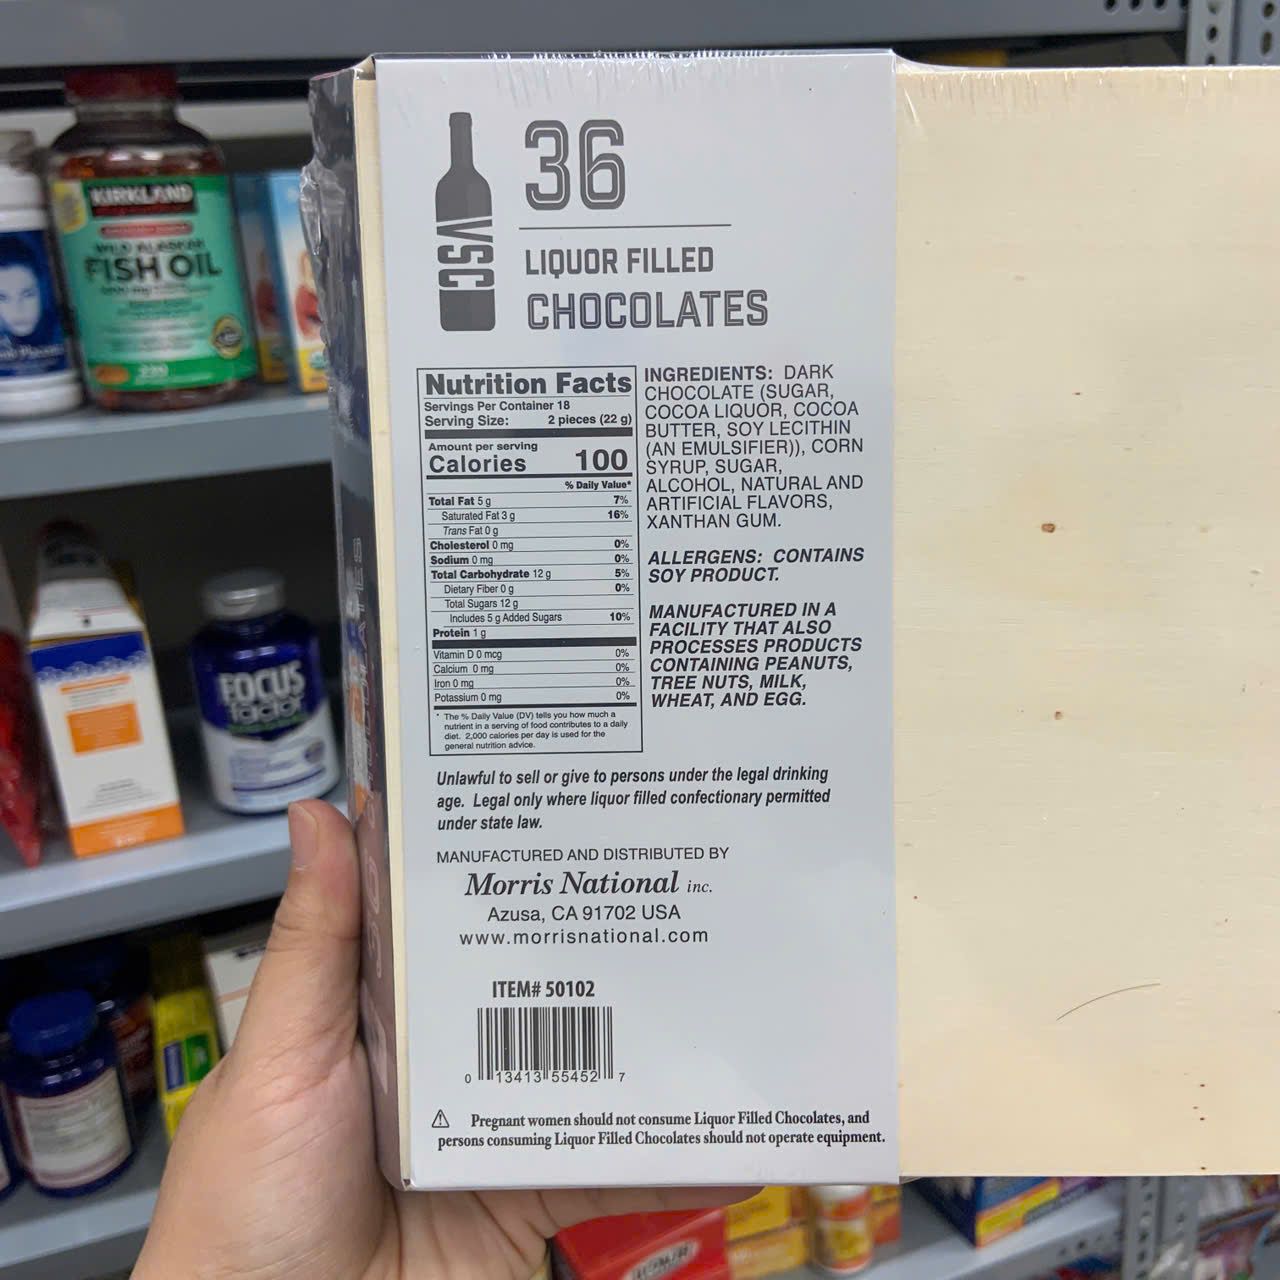 VSC
36
LIQUOR FILLED
CHOCOLATES
Nutrition Facts
Servings Per Container 18
Serving Size: 2 pieces (22 g)
Amount per serving
Calories 100
% Daily Value*
Total Fat 5 g 7%
Saturated Fat 3 g 16%
Trans Fat 0 g
Cholesterol 0 mg 0%
Sodium 0 mg 0%
Total Carbohydrate 12 g 5%
Dietary Fiber 0 g 0%
Total Sugars 12 g
Includes 5 g Added Sugars 10%
Protein 1 g
Vitamin D 0 mcg 0%
Calcium 0 mg 0%
Iron 0 mg 0%
Potassium 0 mg 0%
* The % Daily Value (DV) tells you how much a
nutrient in a serving of food contributes to a daily
diet. 2,000 calories per day is used for the
general nutrition advice.
INGREDIENTS: DARK
CHOCOLATE (SUGAR,
COCOA LIQUOR, COCOA
BUTTER, SOY LECITHIN
(AN EMULSIFIER)), CORN
SYRUP, SUGAR,
ALCOHOL, NATURAL AND
ARTIFICIAL FLAVORS,
XANTHAN GUM.
ALLERGENS: CONTAINS
SOY PRODUCT.
MANUFACTURED IN A
FACILITY THAT ALSO
PROCESSES PRODUCTS
CONTAINING PEANUTS,
TREE NUTS, MILK,
WHEAT, AND EGG.
Unlawful to sell or give to persons under the legal drinking
age. Legal only where liquor filled confectionary permitted
under state law.
MANUFACTURED AND DISTRIBUTED BY
Morris National inc.
Azusa, CA 91702 USA
www.morrisnational.com
ITEM# 50102
0 13413 55452 7
Pregnant women should not consume Liquor Filled Chocolates, and
persons consuming Liquor Filled Chocolates should not operate equipment.
KIRKLAND
WILD ALASKAN
FISH OIL
FOCUS
factor